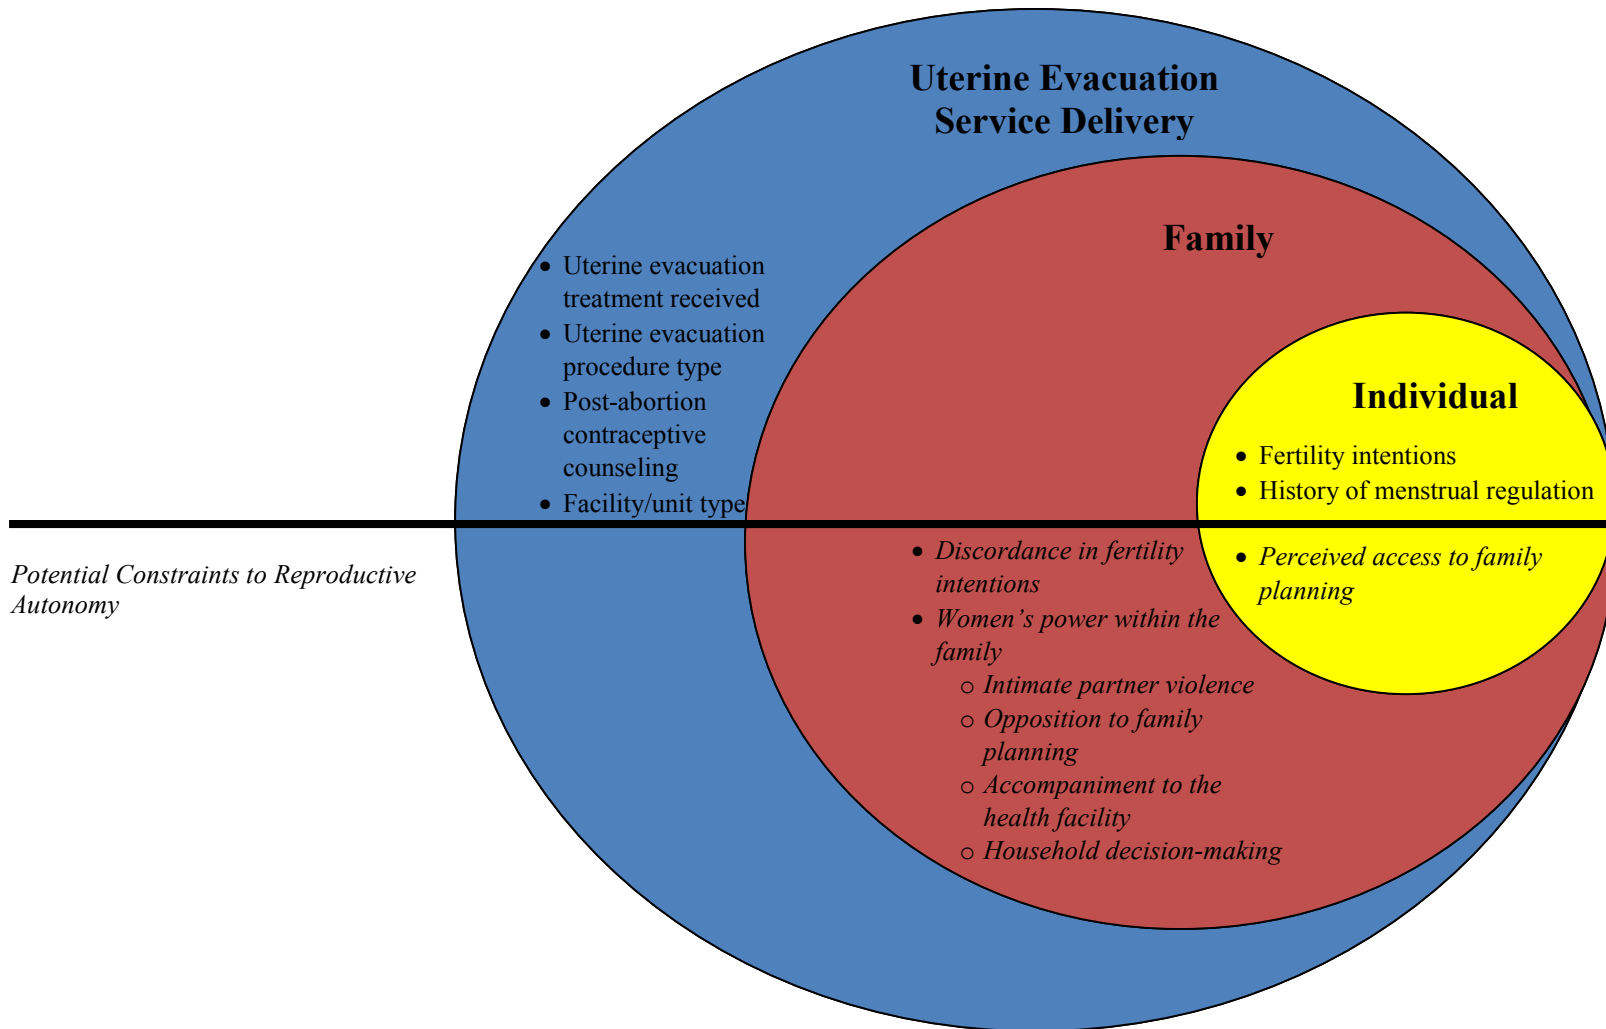 Uterine Evacuation
Service Delivery
Family
• Uterine evacuation
treatment received
• Uterine evacuation
procedure type
• Post-abortion
contraceptive
counseling
• Facility/unit type
Individual
• Fertility intentions
• History of menstrual regulation
Potential Constraints to Reproductive
Autonomy
• Discordance in fertility
intentions
• Women’s power within the
family
o Intimate partner violence
o Opposition to family
planning
o Accompaniment to the
health facility
o Household decision-making
• Perceived access to family
planning